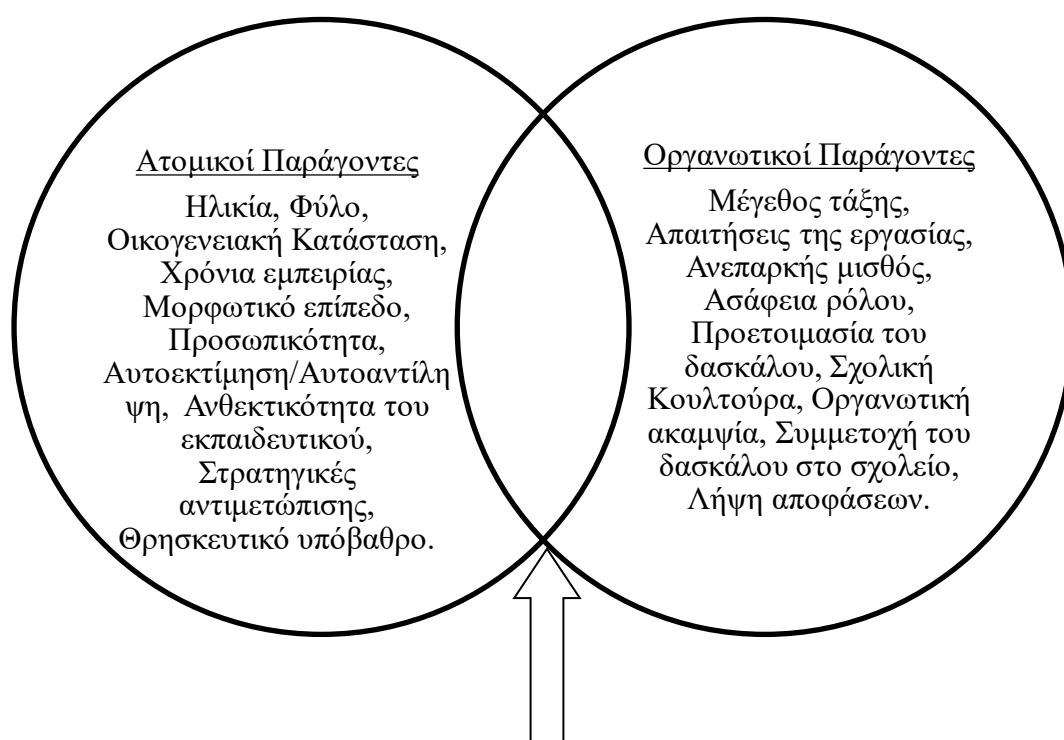 Ατομικοί Παράγοντες
Ηλικία, Φύλο,
Οικογενειακή Κατάσταση,
Χρόνια εμπειρίας,
Μορφωτικό επίπεδο,
Προσωπικότητα,
Αυτοεκτίμηση/Αυτοαντίλη
ψη, Ανθεκτικότητα του
εκπαιδευτικού,
Στρατηγικές
αντιμετώπισης,
Θρησκευτικό υπόβαθρο.
Οργανωτικοί Παράγοντες
Μέγεθος τάξης,
Απαιτήσεις της εργασίας,
Ανεπαρκής μισθός,
Ασάφεια ρόλου,
Προετοιμασία του
δασκάλου, Σχολική
Κουλτούρα, Οργανωτική
ακαμψία, Συμμετοχή του
δασκάλου στο σχολείο,
Λήψη αποφάσεων.